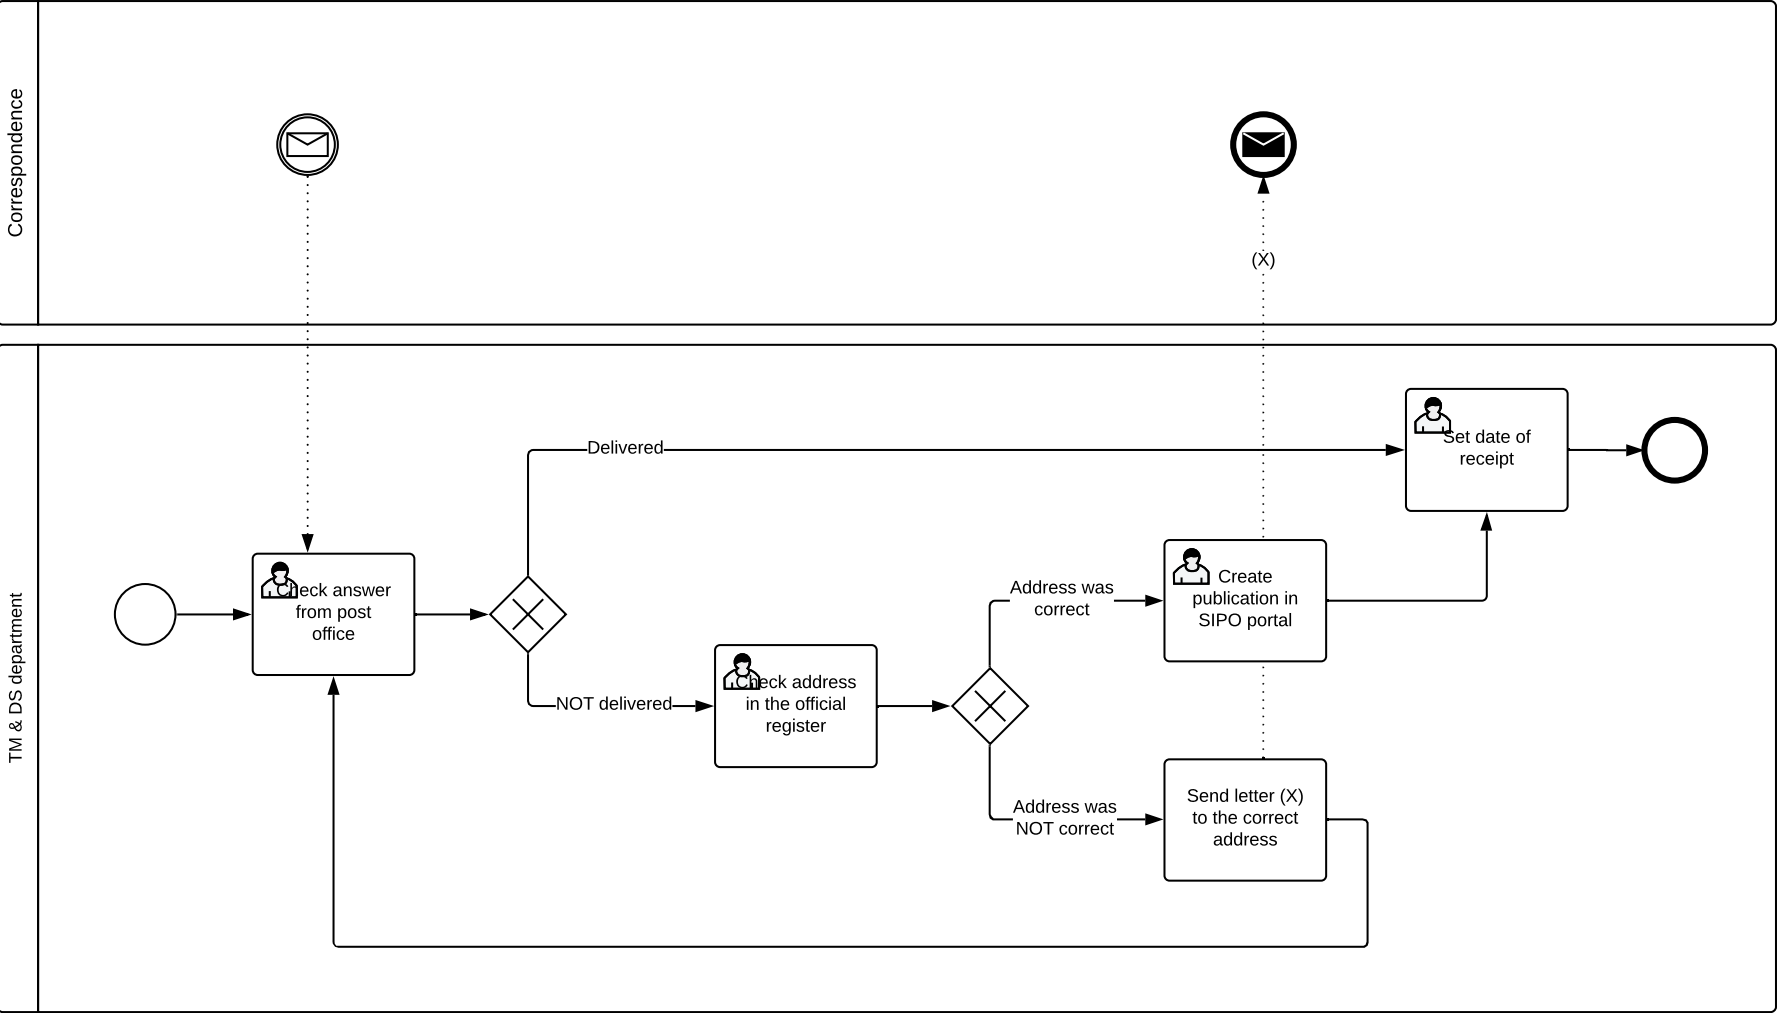 Correspondence
(X)
TM & DS department
Delivered
Set date of
receipt
Check answer
from post
office
NOT delivered
Check address
in the official
register
Address was
correct
Create
publication in
SIPO portal
Address was
NOT correct
Send letter (X)
to the correct
address